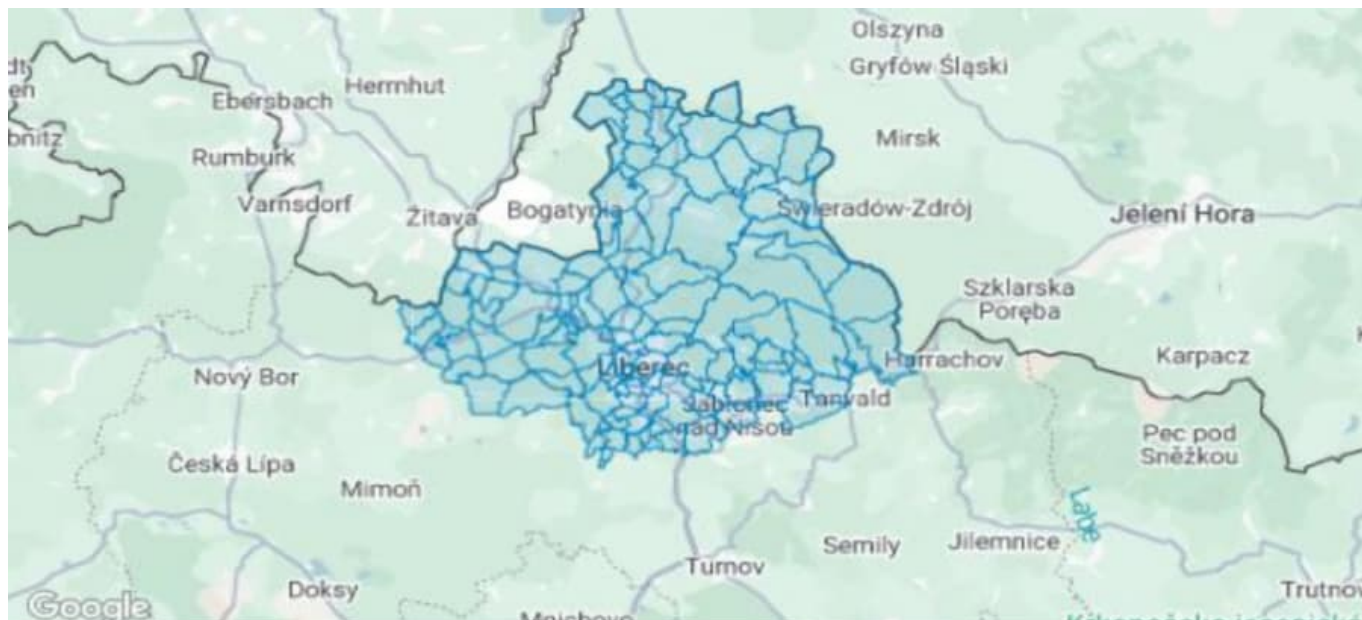 Olszyna
Gryfów Śląski
Herrnhut
Ebersbach
Mirsk
Rumburk
Varnsdorf
Žitava
Bogatynia
Świeradów-Zdrój
Jelení Hora
Szklarska
Poręba
Karpacz
Harrachov
Liberec
Nový Bor
Tanvald
Jablonec
nad Nisou
Pec pod
Sněžkou
Česká Lípa
Mimoň
Labe
Semily
Jilemnice
Turnov
Doksy
Trutnov
Google